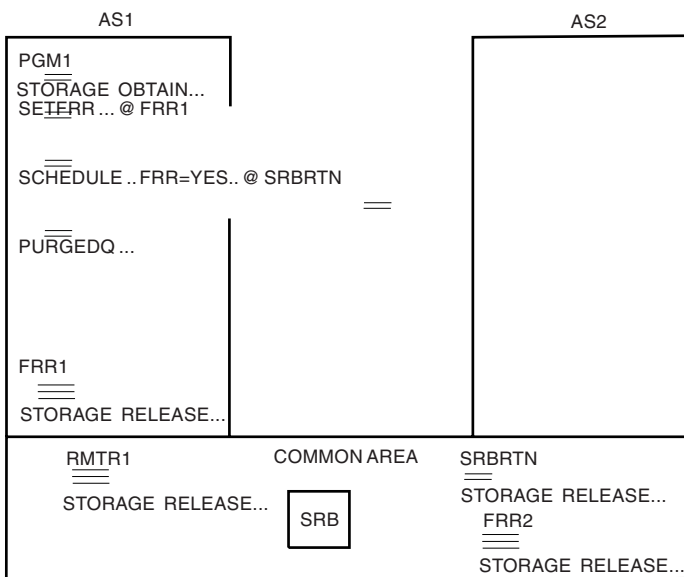 AS1
AS2
PGM1
STORAGE OBTAIN...
SETFRR ... @ FRR1
SCHEDULE .. FRR=YES.. @ SRBRTN
PURGEDQ ...
FRR1
STORAGE RELEASE...
RMTR1
STORAGE RELEASE...
COMMON AREA
SRB
SRBRTN
STORAGE RELEASE...
FRR2
STORAGE RELEASE...